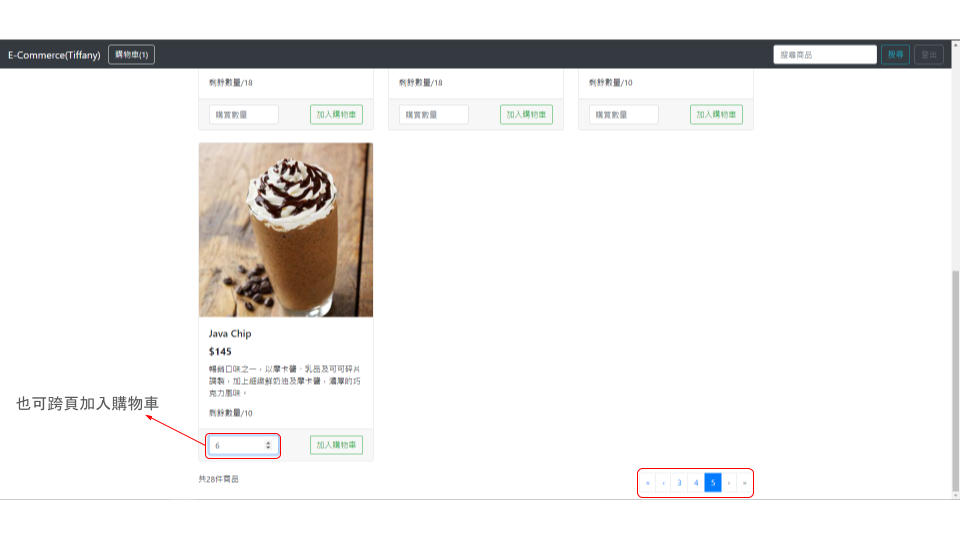 E-Commerce(Tiffany) 購物車(1) 搜尋商品 搜尋 登出
剩餘數量/18 剩餘數量/18 剩餘數量/10
購買數量 加入購物車 購買數量 加入購物車 購買數量 加入購物車
Java Chip
$145
暢銷口味之一，以摩卡醬、乳品及可可碎片
調製，加上細緻鮮奶油及摩卡醬，濃厚的巧
克力風味。
剩餘數量/10
也可跨頁加入購物車
6 加入購物車
共28件商品
« ‹ 3 4 5 › »